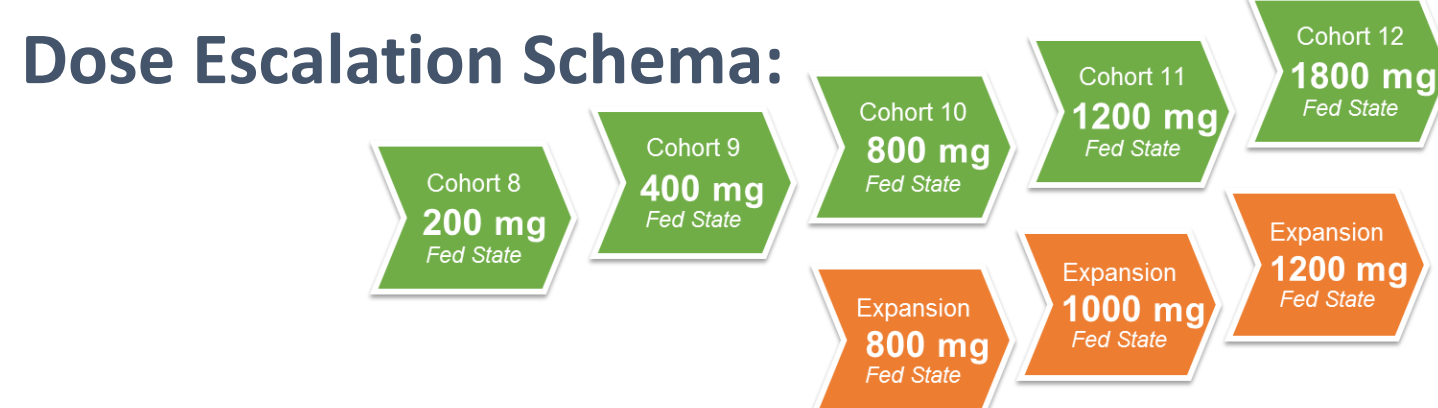 Dose Escalation Schema:
Cohort 8
200 mg
Fed State
Cohort 9
400 mg
Fed State
Cohort 10
800 mg
Fed State
Cohort 11
1200 mg
Fed State
Cohort 12
1800 mg
Fed State
Expansion
800 mg
Fed State
Expansion
1000 mg
Fed State
Expansion
1200 mg
Fed State